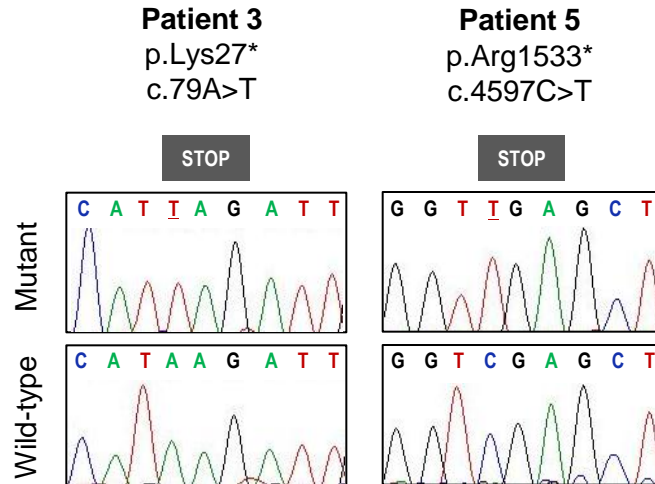 Patient 3
p.Lys27*
c.79A>T
STOP
Patient 5
p.Arg1533*
c.4597C>T
STOP
Mutant
C A T T A G A T T
G G T T G A G C T
Wild-type
C A T A A G A T T
G G T C G A G C T